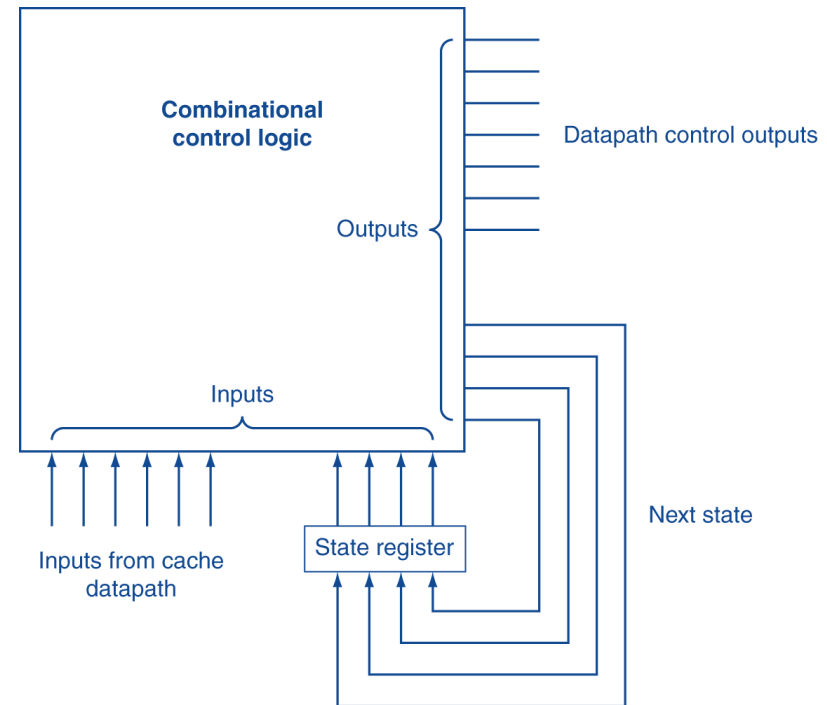 Combinational
control logic
Datapath control outputs
Outputs
Inputs
Next state
State register
Inputs from cache
datapath